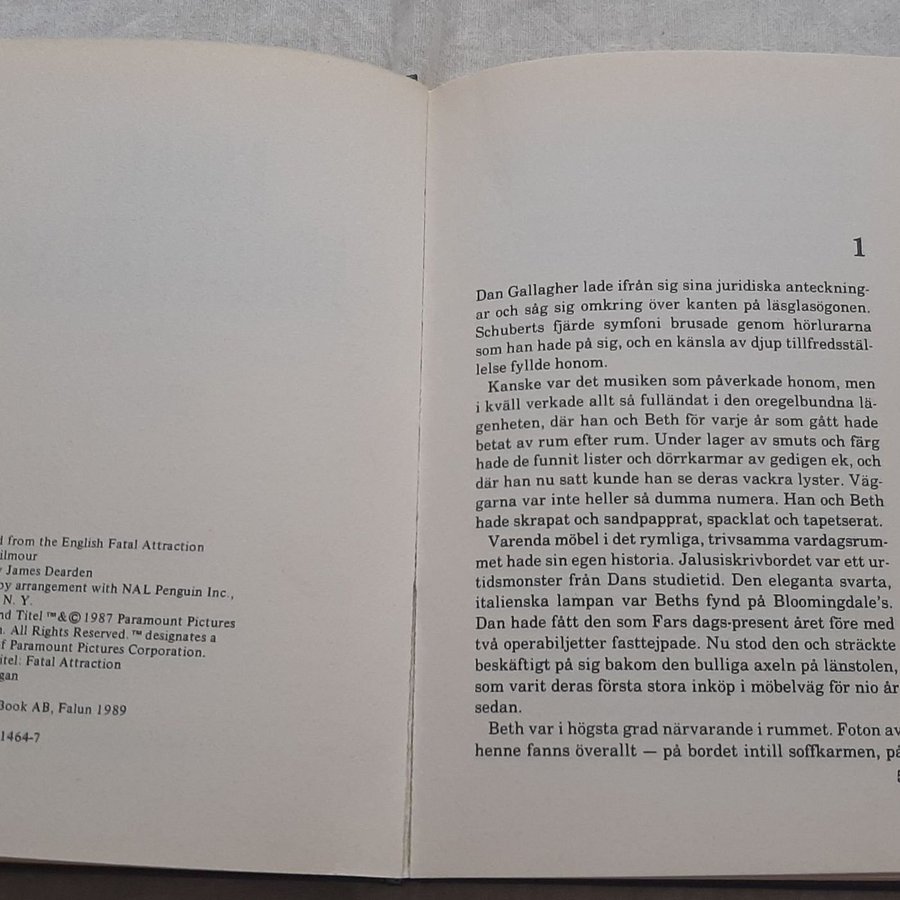 from the English Fatal Attraction
ilmour
James Dearden
by arrangement with NAL Penguin Inc.,
N. Y.
nd Titel ™&©1987 Paramount Pictures
n. All Rights Reserved. ™ designates a
of Paramount Pictures Corporation.
itel: Fatal Attraction
gan
Book AB, Falun 1989
1464-7
1
Dan Gallagher lade ifrån sig sina juridiska anteckning-
ar och såg sig omkring över kanten på läsglasögonen.
Schuberts fjärde symfoni brusade genom hörlurarna
som han hade på sig, och en känsla av djup tillfredsstäl-
lelse fyllde honom.
Kanske var det musiken som påverkade honom, men
i kväll verkade allt så fulländat i den oregelbundna lä-
genheten, där han och Beth för varje år som gått hade
betat av rum efter rum. Under lager av smuts och färg
hade de funnit lister och dörrkarmar av gedigen ek, och
där han nu satt kunde han se deras vackra lyster. Väg-
garna var inte heller så dumma numera. Han och Beth
hade skrapat och sandpapprat, spacklat och tapetserat.
Varenda möbel i det rymliga, trivsamma vardagsrum-
met hade sin egen historia. Jalusiskrivbordet var ett ur-
tidsmonster från Dans studietid. Den eleganta svarta,
italienska lampan var Beths fynd på Bloomingdale's.
Dan hade fått den som Fars dags-present året före med
två operabiljetter fasttejpade. Nu stod den och sträckte
beskäftigt på sig bakom den bulliga axeln på länstolen,
som varit deras första stora inköp i möbelväg för nio år
sedan.
Beth var i högsta grad närvarande i rummet. Foton av
henne fanns överallt — på bordet intill soffkarmen, på